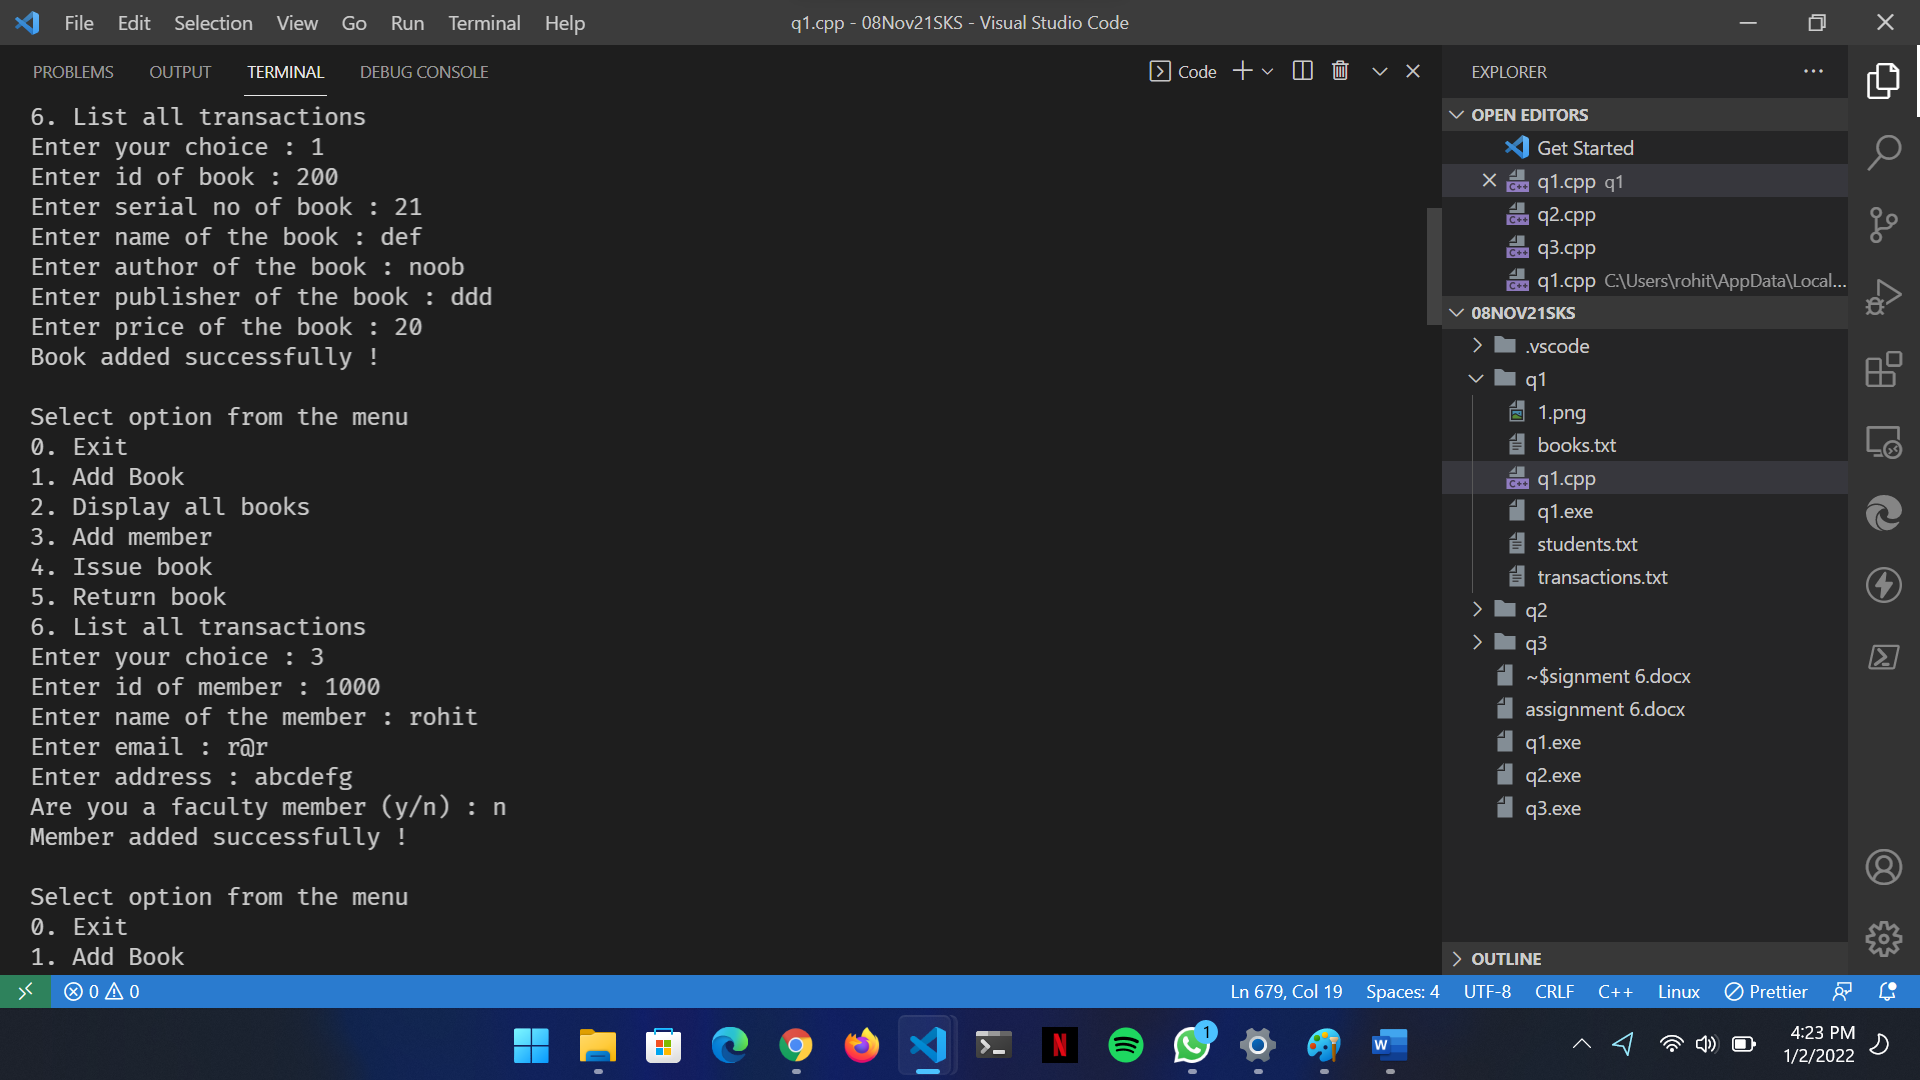 File Edit Selection View Go Run Terminal Help
q1.cpp - 08Nov21SKS - Visual Studio Code
PROBLEMS OUTPUT TERMINAL DEBUG CONSOLE
Code
6. List all transactions
Enter your choice : 1
Enter id of book : 200
Enter serial no of book : 21
Enter name of the book : def
Enter author of the book : noob
Enter publisher of the book : ddd
Enter price of the book : 20
Book added successfully !
Select option from the menu
0. Exit
1. Add Book
2. Display all books
3. Add member
4. Issue book
5. Return book
6. List all transactions
Enter your choice : 3
Enter id of member : 1000
Enter name of the member : rohit
Enter email : r@r
Enter address : abcdefg
Are you a faculty member (y/n) : n
Member added successfully !
Select option from the menu
0. Exit
1. Add Book
EXPLORER
OPEN EDITORS
Get Started
q1.cpp q1
q2.cpp
q3.cpp
q1.cpp C:\Users\rohit\AppData\Local...
08NOV21SKS
.vscode
q1
1.png
books.txt
q1.cpp
q1.exe
students.txt
transactions.txt
q2
q3
~$signment 6.docx
assignment 6.docx
q1.exe
q2.exe
q3.exe
OUTLINE
0 0
Ln 679, Col 19 Spaces: 4 UTF-8 CRLF C++ Linux Prettier
1
4:23 PM
1/2/2022